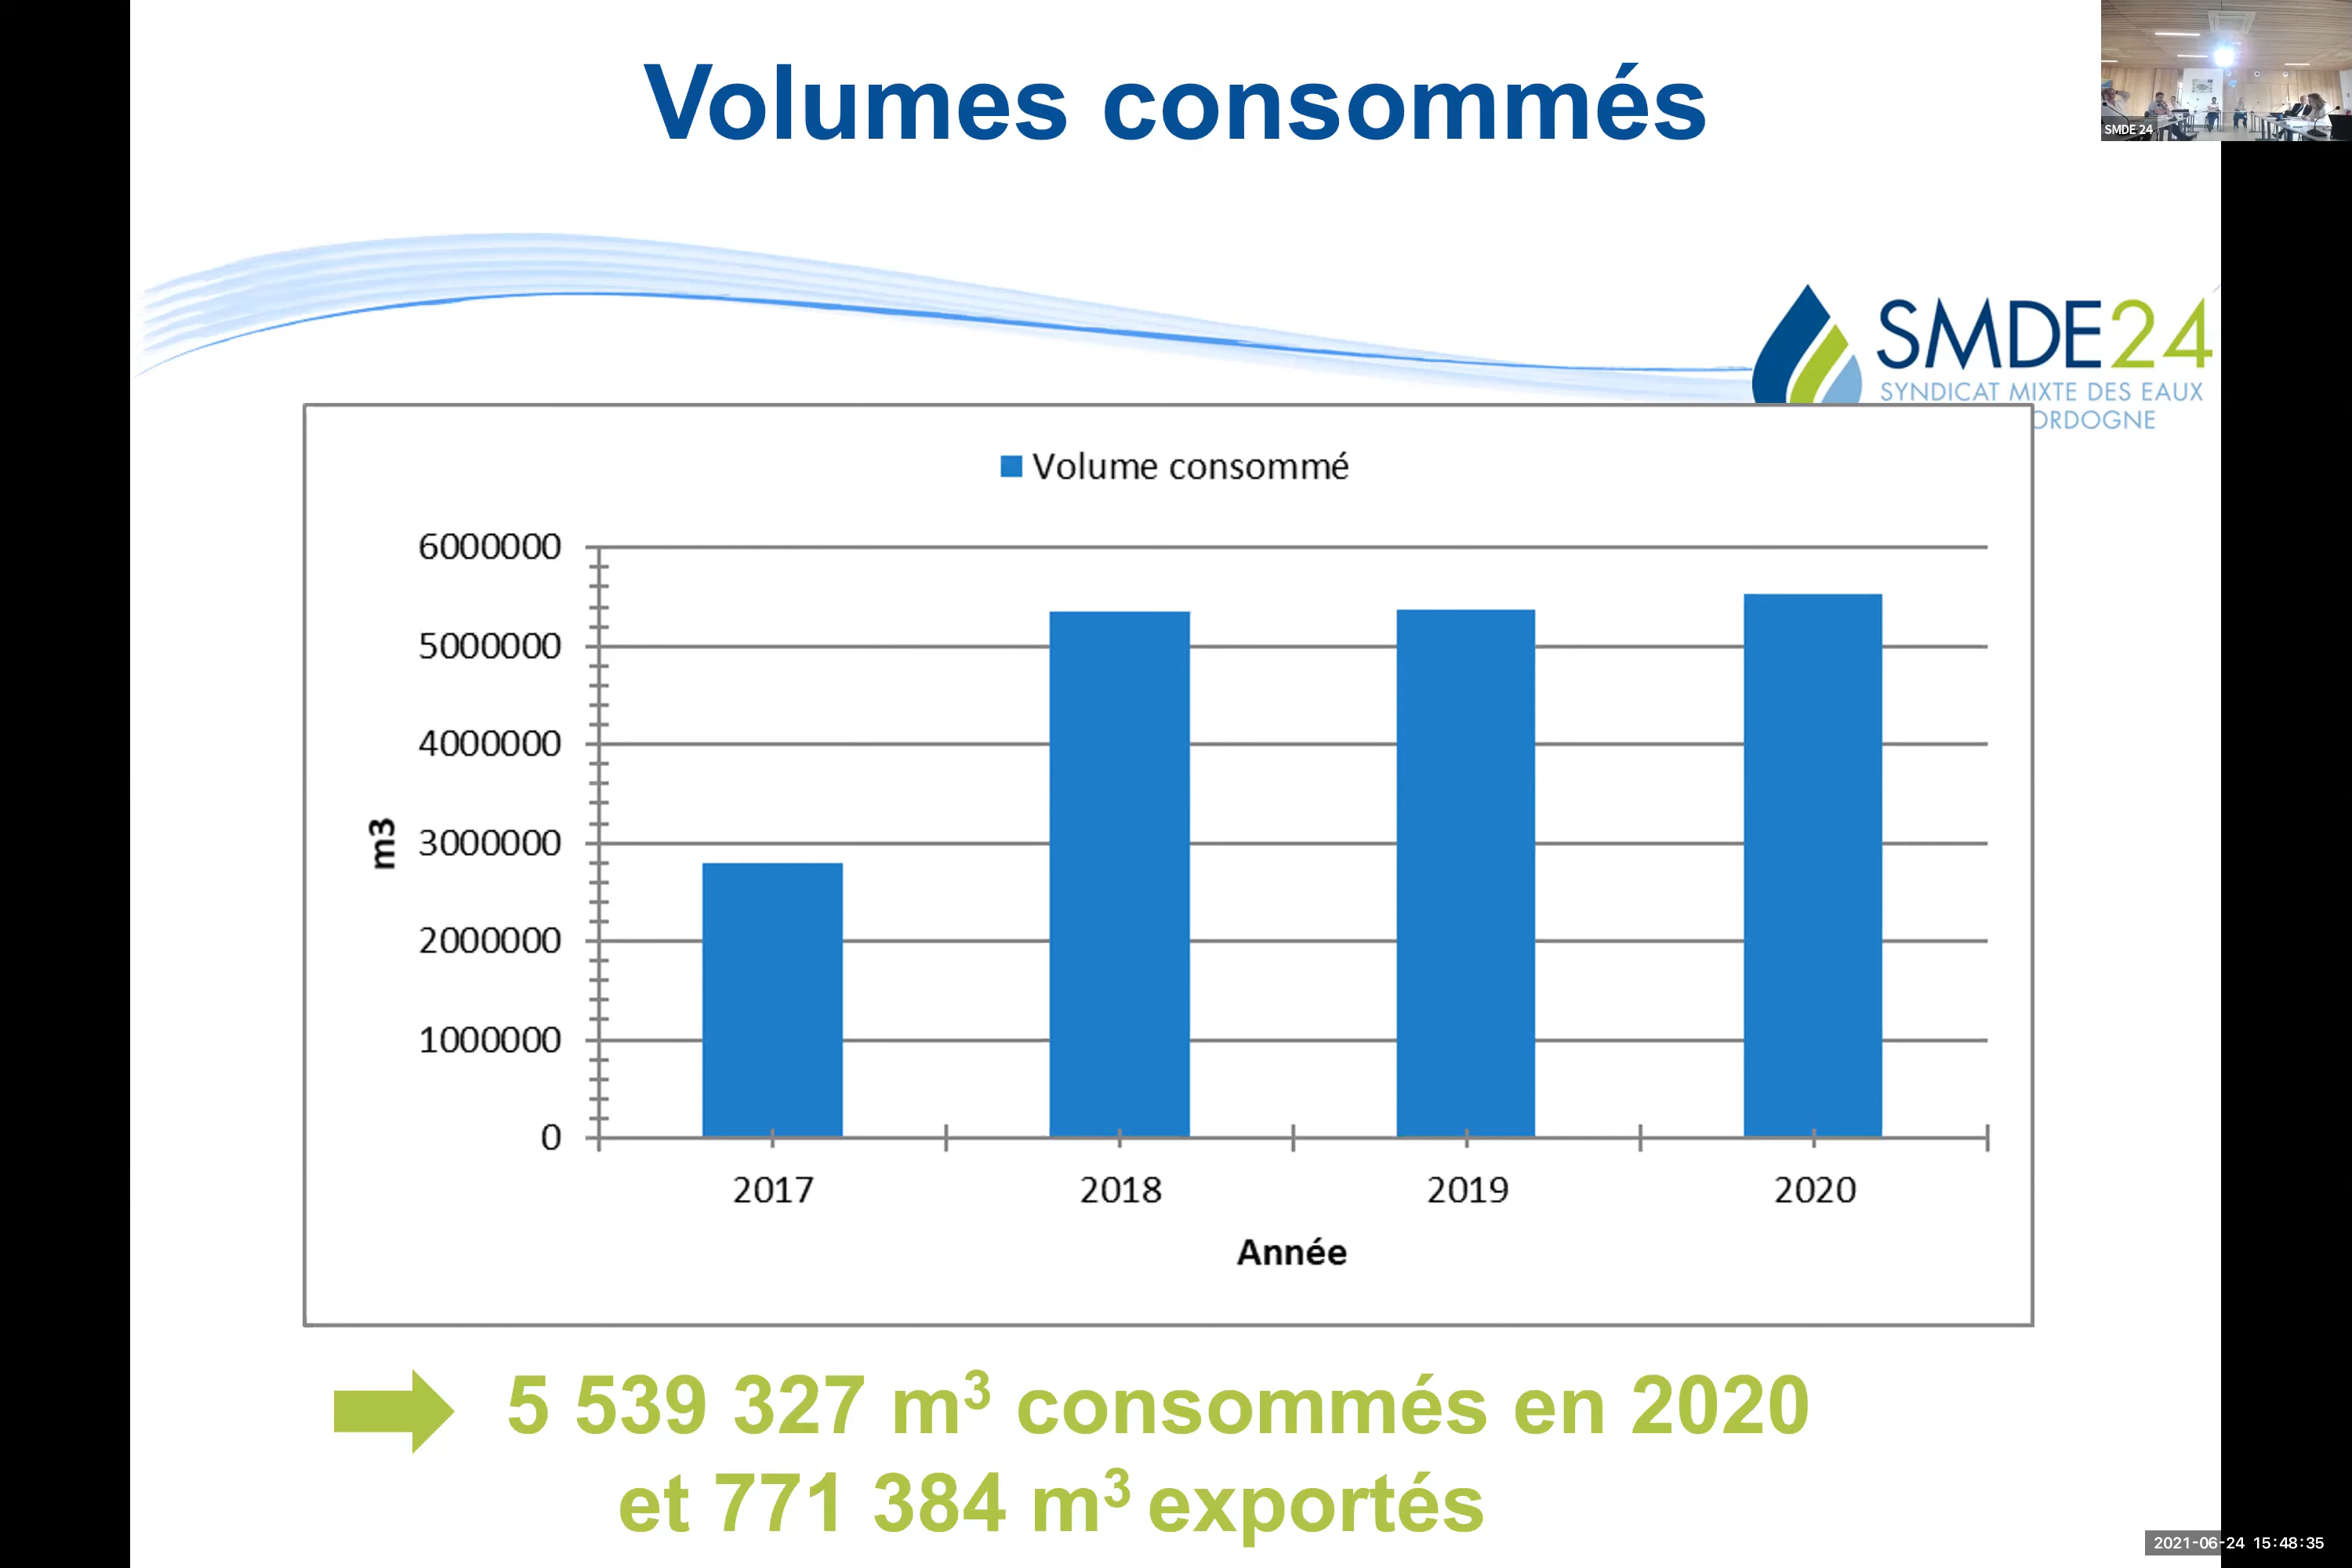 Volumes consommés
SMDE 24
SMDE24
SYNDICAT MIXTE DES EAUX
ORDOGNE
Volume consommé
6000000
5000000
4000000
3000000
2000000
1000000
0
m3
2017 2018 2019 2020
Année
5 539 327 m³ consommés en 2020
et 771 384 m³ exportés
2021-06-24 15:48:35